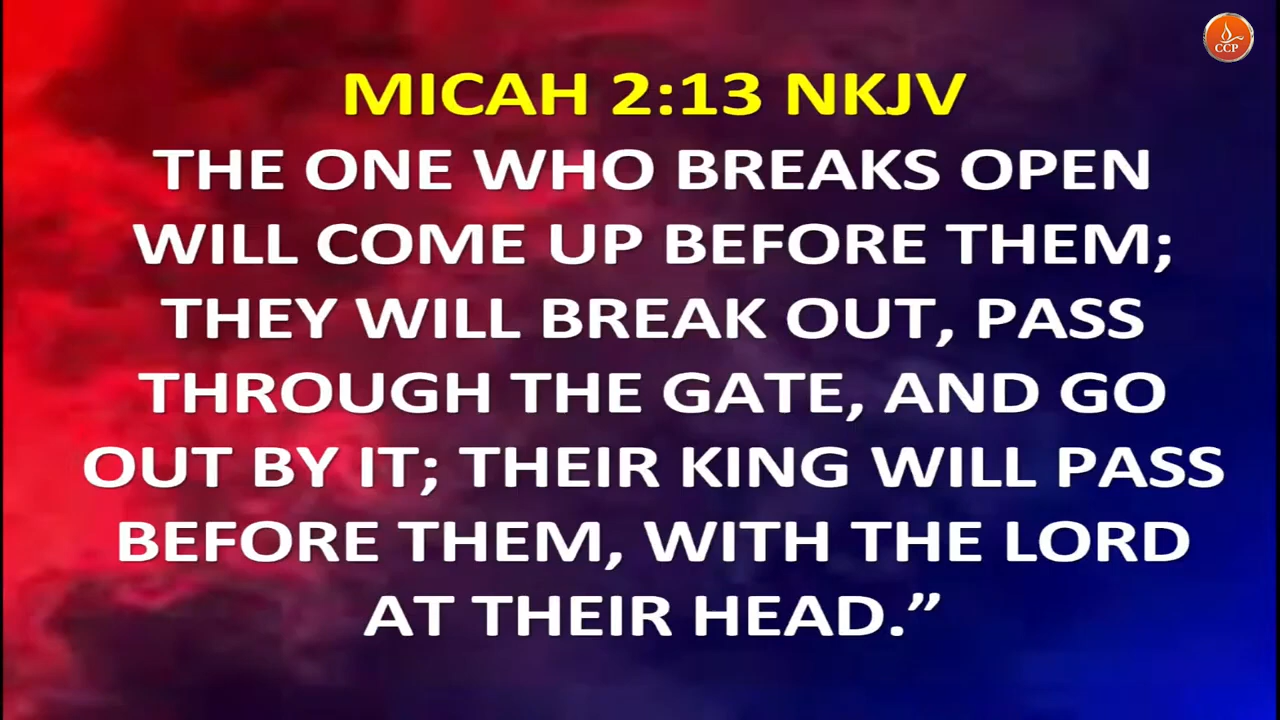 CCP
MICAH 2:13 NKJV
THE ONE WHO BREAKS OPEN
WILL COME UP BEFORE THEM;
THEY WILL BREAK OUT, PASS
THROUGH THE GATE, AND GO
OUT BY IT; THEIR KING WILL PASS
BEFORE THEM, WITH THE LORD
AT THEIR HEAD.”